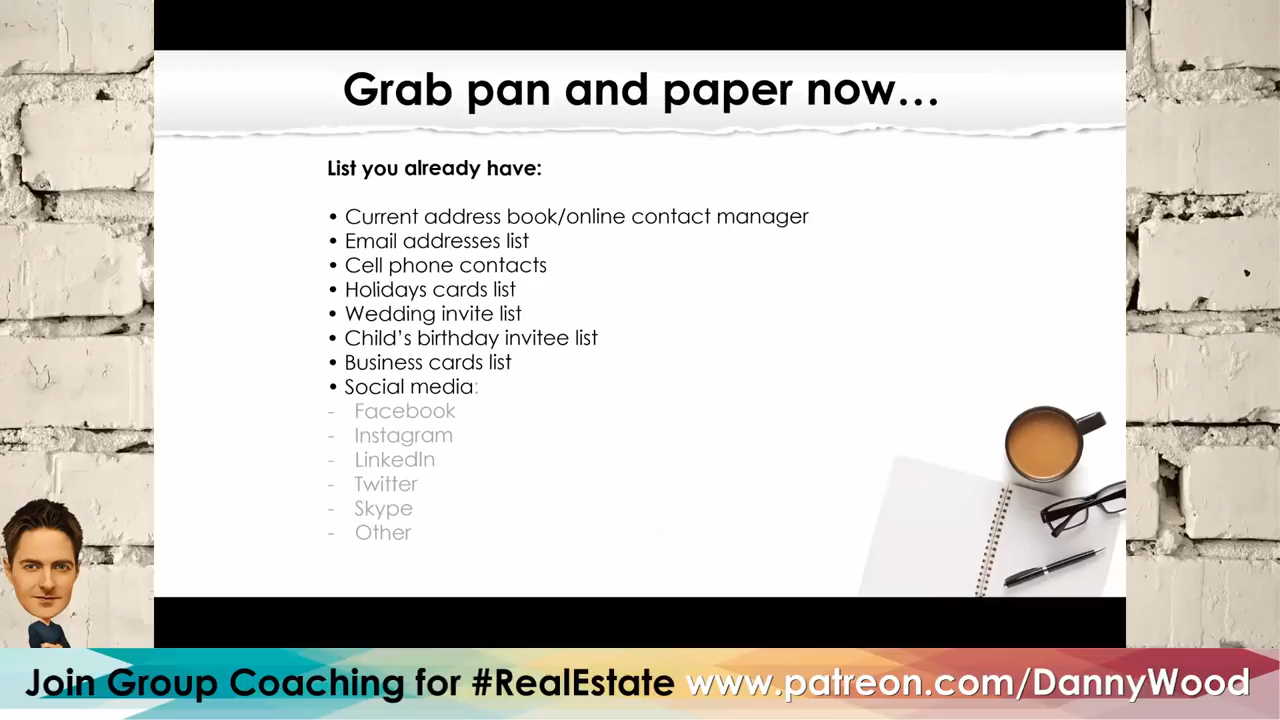 Grab pan and paper now...
List you already have:
• Current address book/online contact manager
• Email addresses list
• Cell phone contacts
• Holidays cards list
• Wedding invite list
• Child's birthday invitee list
• Business cards list
• Social media:
- Facebook
- Instagram
- LinkedIn
- Twitter
- Skype
- Other
Join Group Coaching for #RealEstate www.patreon.com/DannyWood